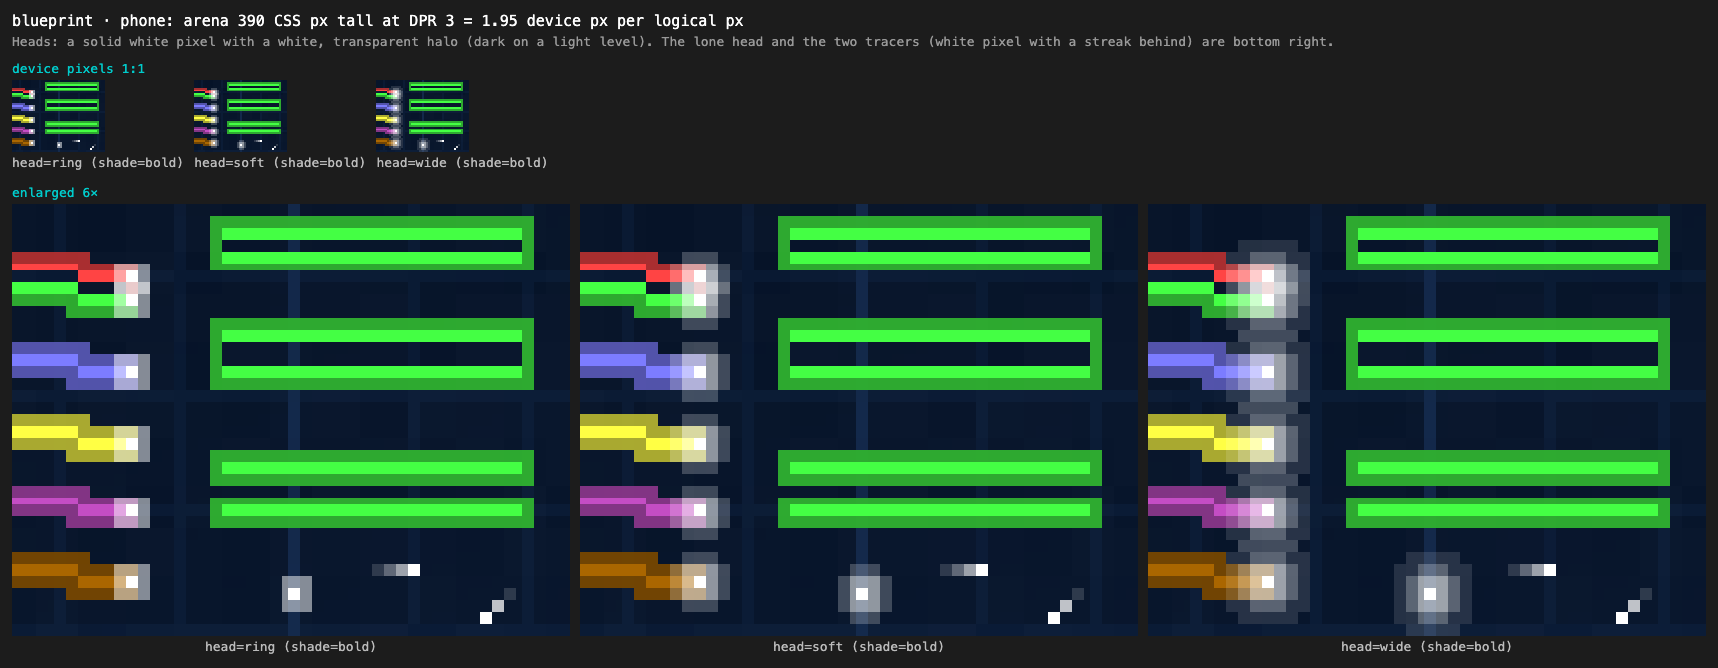 blueprint · phone: arena 390 CSS px tall at DPR 3 = 1.95 device px per logical px
Heads: a solid white pixel with a white, transparent halo (dark on a light level). The lone head and the two tracers (white pixel with a streak behind) are bottom right.
device pixels 1:1
head=ring (shade=bold) head=soft (shade=bold) head=wide (shade=bold)
enlarged 6×
head=ring (shade=bold) head=soft (shade=bold) head=wide (shade=bold)